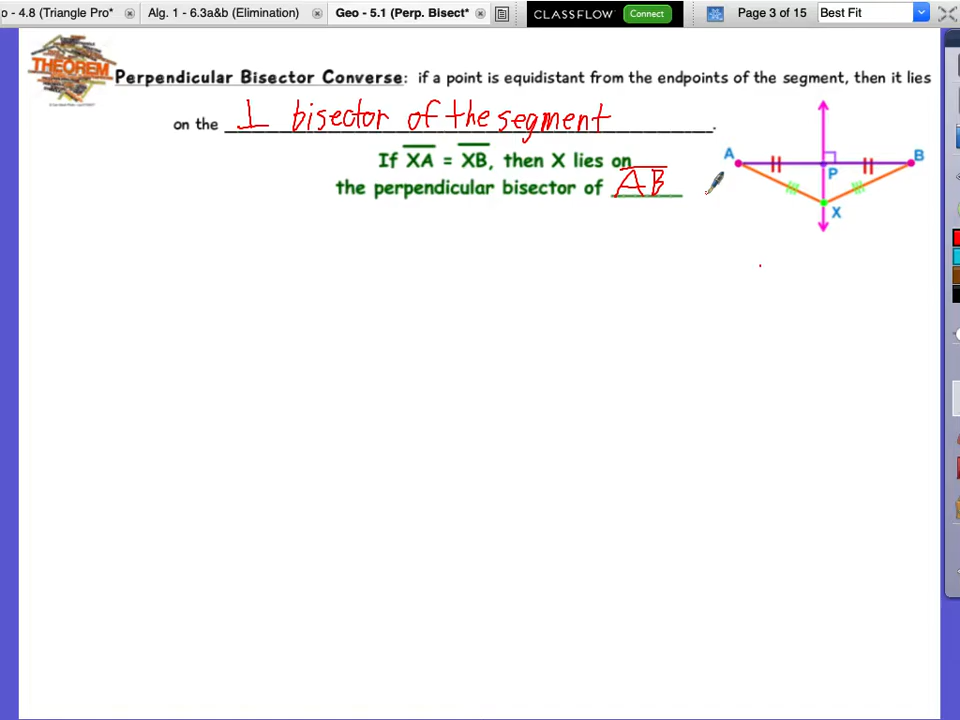 o - 4.8 (Triangle Pro* Alg. 1 - 6.3a&b (Elimination) Geo - 5.1 (Perp. Bisect* CLASSFLOW Connect Page 3 of 15 Best Fit
THEOREM
Perpendicular Bisector Converse: if a point is equidistant from the endpoints of the segment, then it lies
on the ⊥ bisector of the segment.
If XA = XB, then X lies on
the perpendicular bisector of AB
A B
P
X